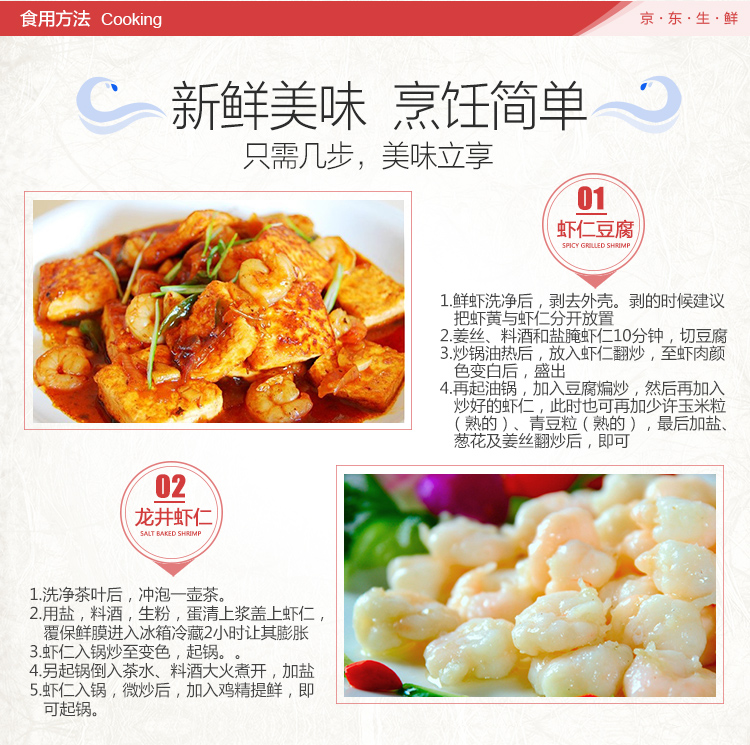 食用方法 Cooking
京·东·生·鲜
新鲜美味 烹饪简单
只需几步，美味立享
01
虾仁豆腐
SPICY GRILLED SHRIMP
1.鲜虾洗净后，剥去外壳。剥的时候建议
把虾黄与虾仁分开放置
2.姜丝、料酒和盐腌虾仁10分钟，切豆腐
3.炒锅油热后，放入虾仁翻炒，至虾肉颜
色变白后，盛出
4.再起油锅，加入豆腐煸炒，然后再加入
炒好的虾仁，此时也可再加少许玉米粒
（熟的）、青豆粒（熟的），最后加盐、
葱花及姜丝翻炒后，即可
02
龙井虾仁
SALT BAKED SHRIMP
1.洗净茶叶后，冲泡一壶茶。
2.用盐，料酒，生粉，蛋清上浆盖上虾仁，
覆保鲜膜进入冰箱冷藏2小时让其膨胀
3.虾仁入锅炒至变色，起锅。。
4.另起锅倒入茶水、料酒大火煮开，加盐
5.虾仁入锅，微炒后，加入鸡精提鲜，即
可起锅。